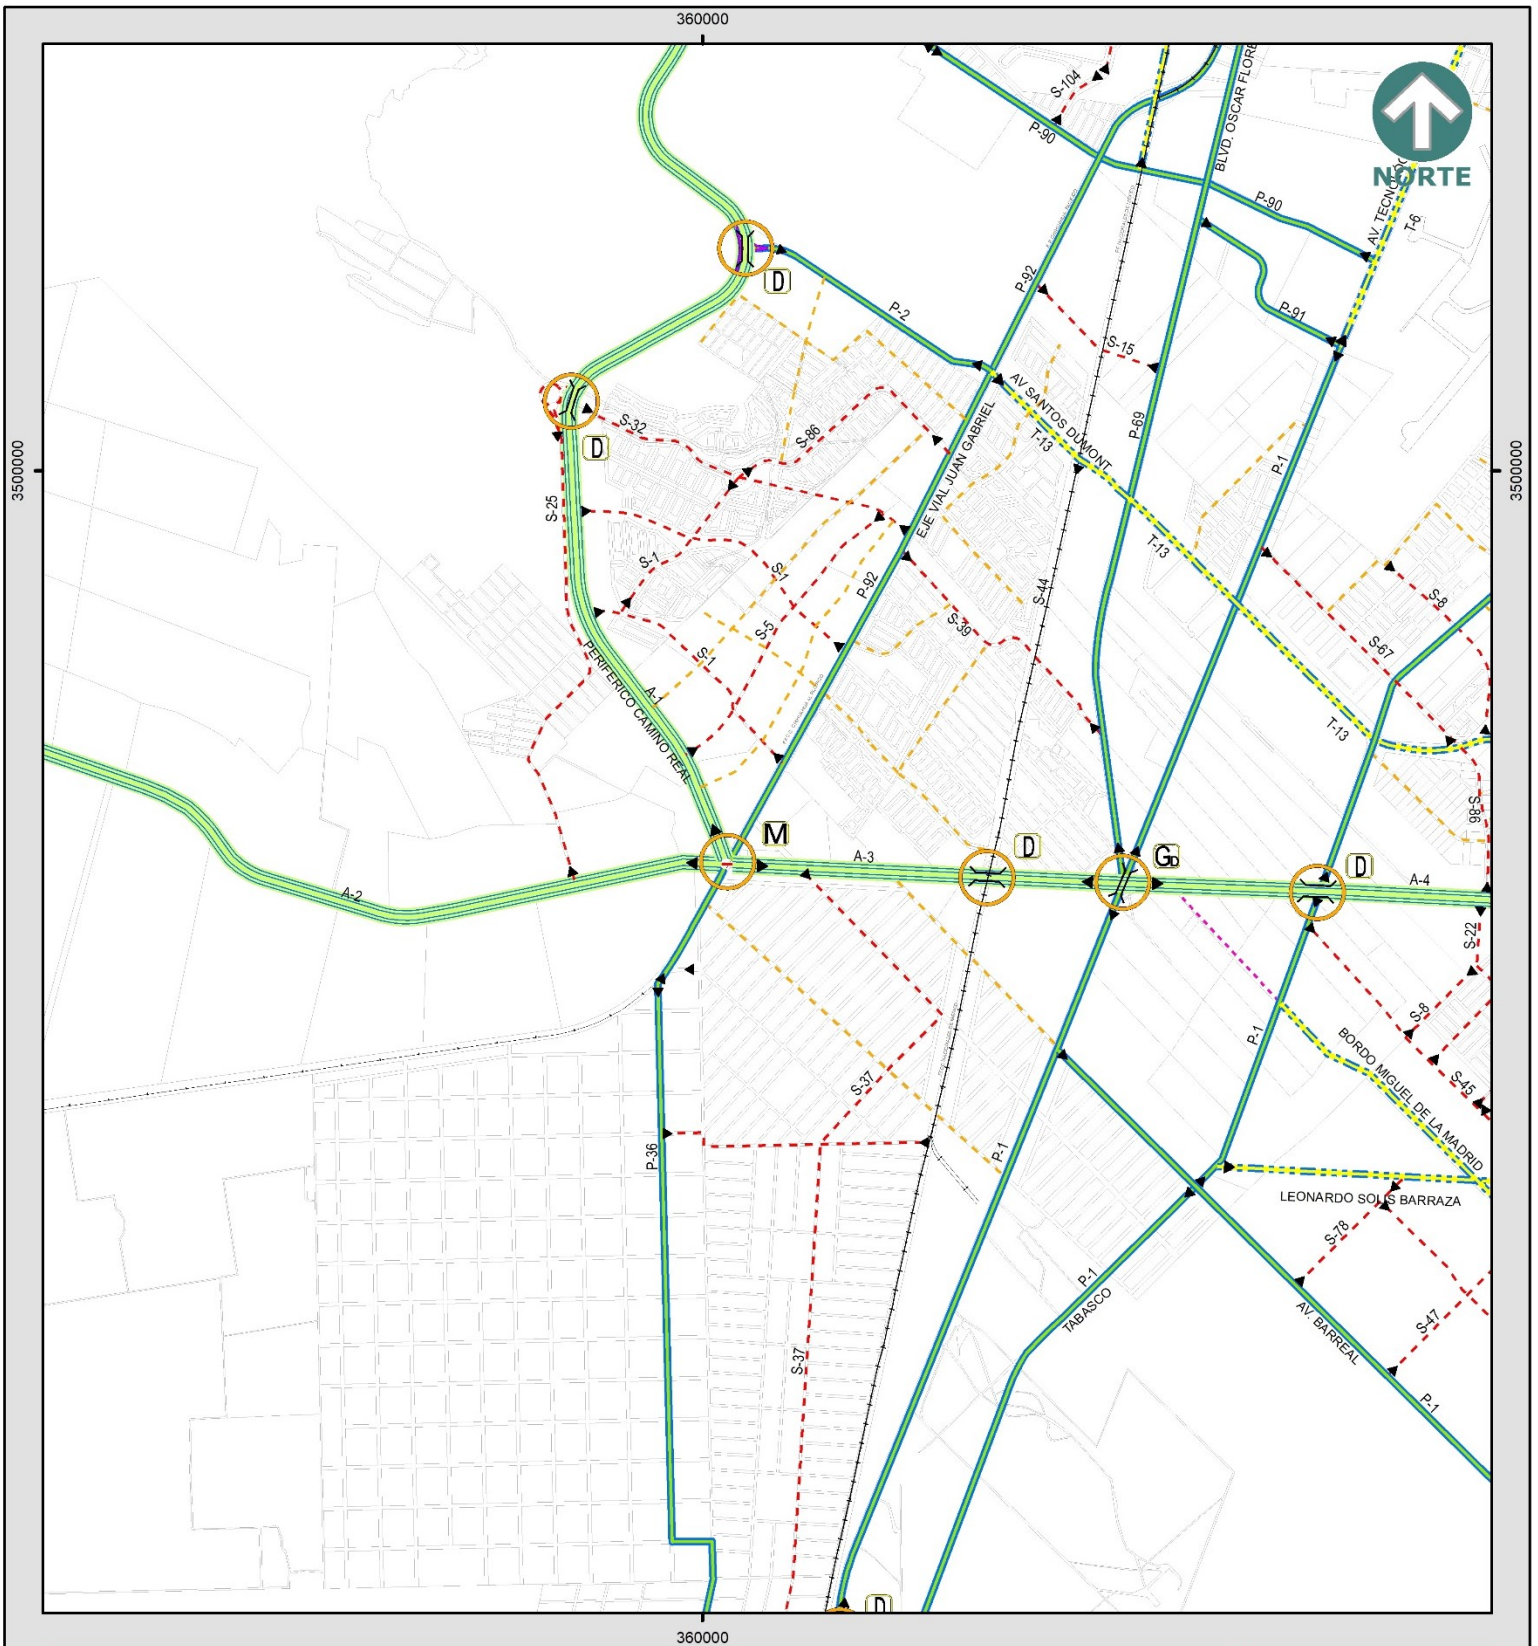 360000
BLVD. OSCAR FLORE
S-104
P-90
NORTE
P-90
AV. TECNOLÓG
T-6
P-92
D
P-2
P-91
S-15
AV SANTOS DUMONT
S-32
S-86
P-69
T-13
D
EJE VIAL JUAN GABRIEL
P-1
3500000
3500000
S-25
T-13
S-1
S-1
P-92
S-44
S-8
S-5
S-39
S-67
S-1
PERIFERICO CAMINO REAL
A-1
T-13
S-86
M
D
A-3
G
D
D
A-2
A-4
S-22
S-8
P-1
BORDO MIGUEL DE LA MADRID
S-37
S-45
P-36
P-1
LEONARDO SOLIS BARRAZA
S-78
P-1
TABASCO
S-47
AV. BARREAL
S-37
P-1
D
360000